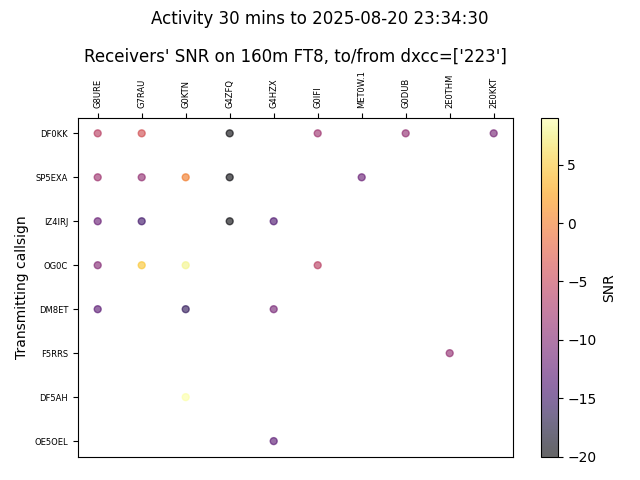 Activity 30 mins to 2025-08-20 23:34:30
Receivers' SNR on 160m FT8, to/from dxcc=['223']
G8URE G7RAU G0KTN G4ZFQ G4HZX G0IFI MET0W.1 G0DUB 2E0THM 2E0KKT
DF0KK
SP5EXA
IZ4IRJ
OG0C
DM8ET
F5RRS
DF5AH
OE5OEL
Transmitting callsign
5
0
−5
−10
−15
−20
SNR